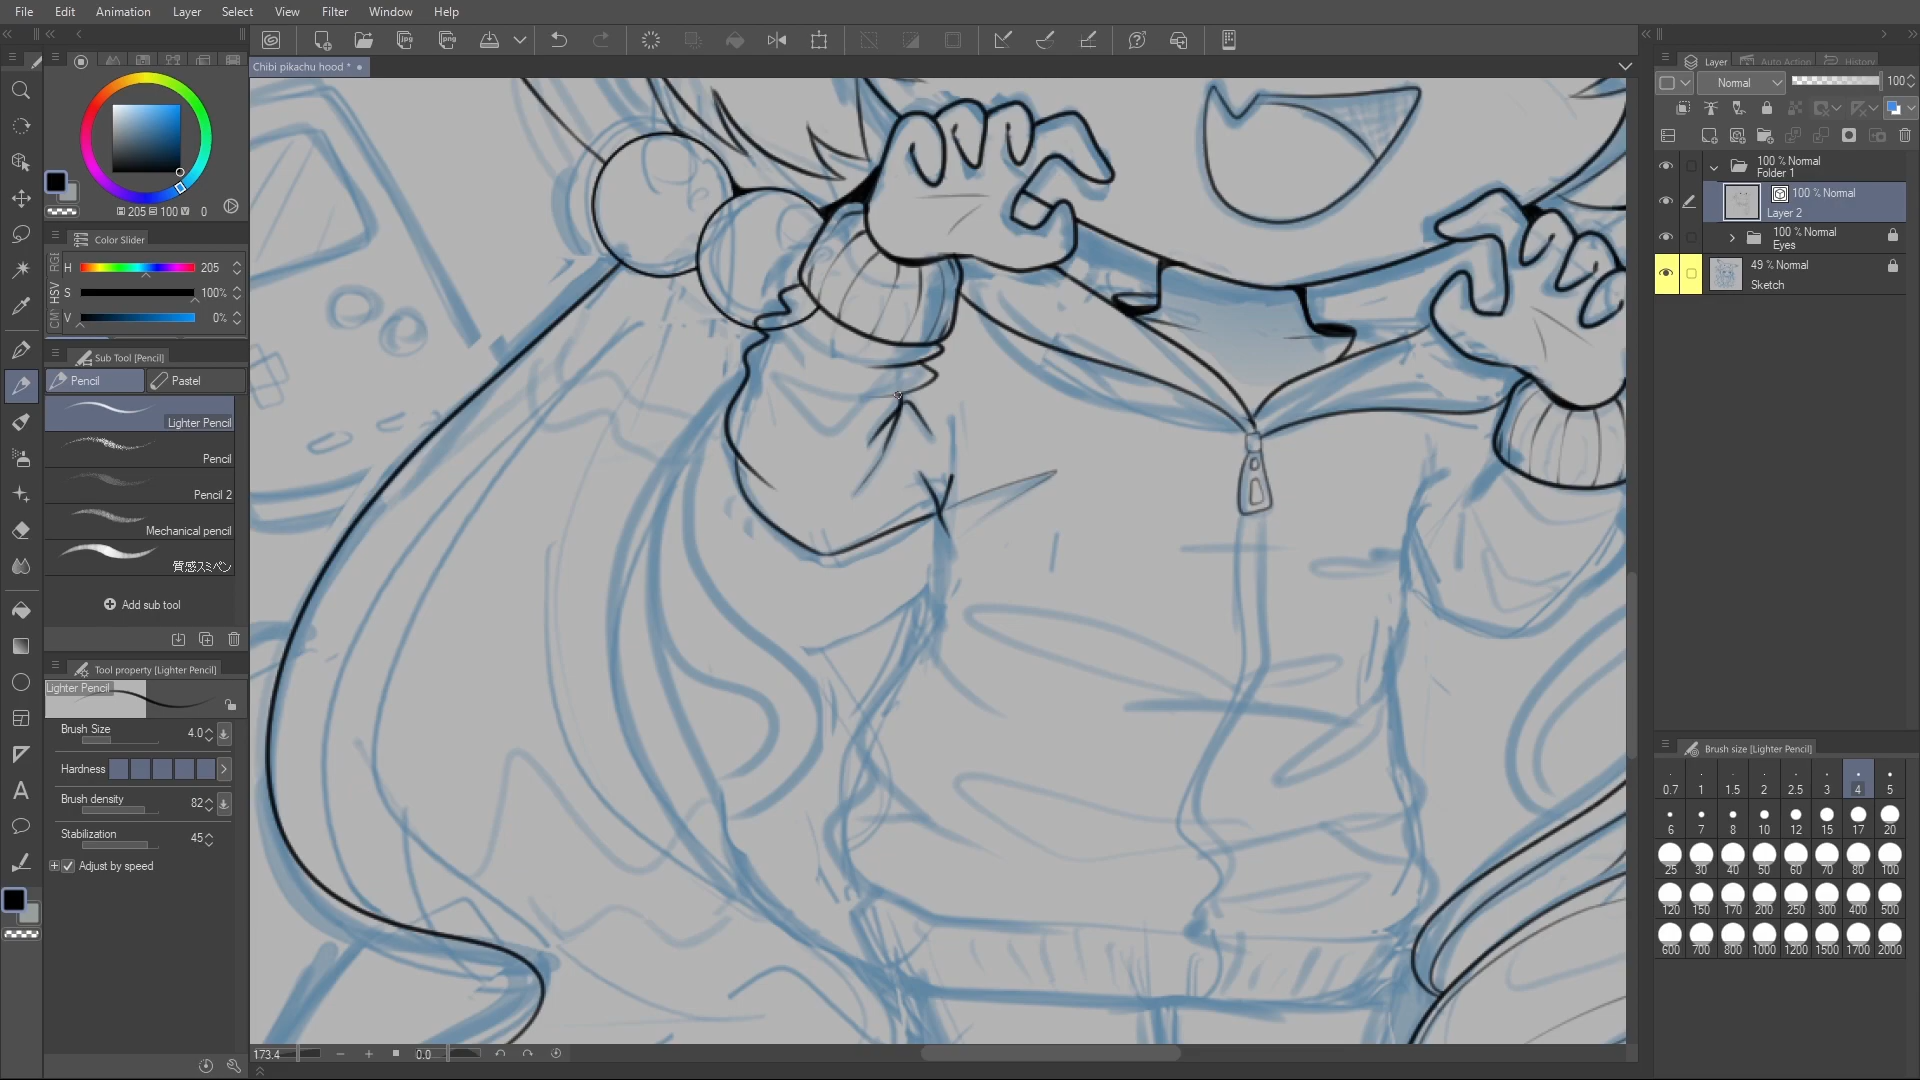 File Edit Animation Layer Select View Filter Window Help
Chibi pikachu hood *
205 100 0
Color Slider
RGB
HSV
H 205
S 100%
V 0%
Sub Tool [Pencil]
Pencil Pastel
Lighter Pencil
Pencil
Pencil 2
Mechanical pencil
質感スミペン
Add sub tool
Tool property [Lighter Pencil]
Lighter Pencil
Brush Size 4.0
Hardness
Brush density 82
Stabilization 45
Adjust by speed
173.4 0.0
Layer Auto Action History
Normal 100
100 % Normal
Folder 1
100 % Normal
Layer 2
100 % Normal
Eyes
49 % Normal
Sketch
Brush size [Lighter Pencil]
0.7 1 1.5 2 2.5 3 4 5
6 7 8 10 12 15 17 20
25 30 40 50 60 70 80 100
120 150 170 200 250 300 400 500
600 700 800 1000 1200 1500 1700 2000